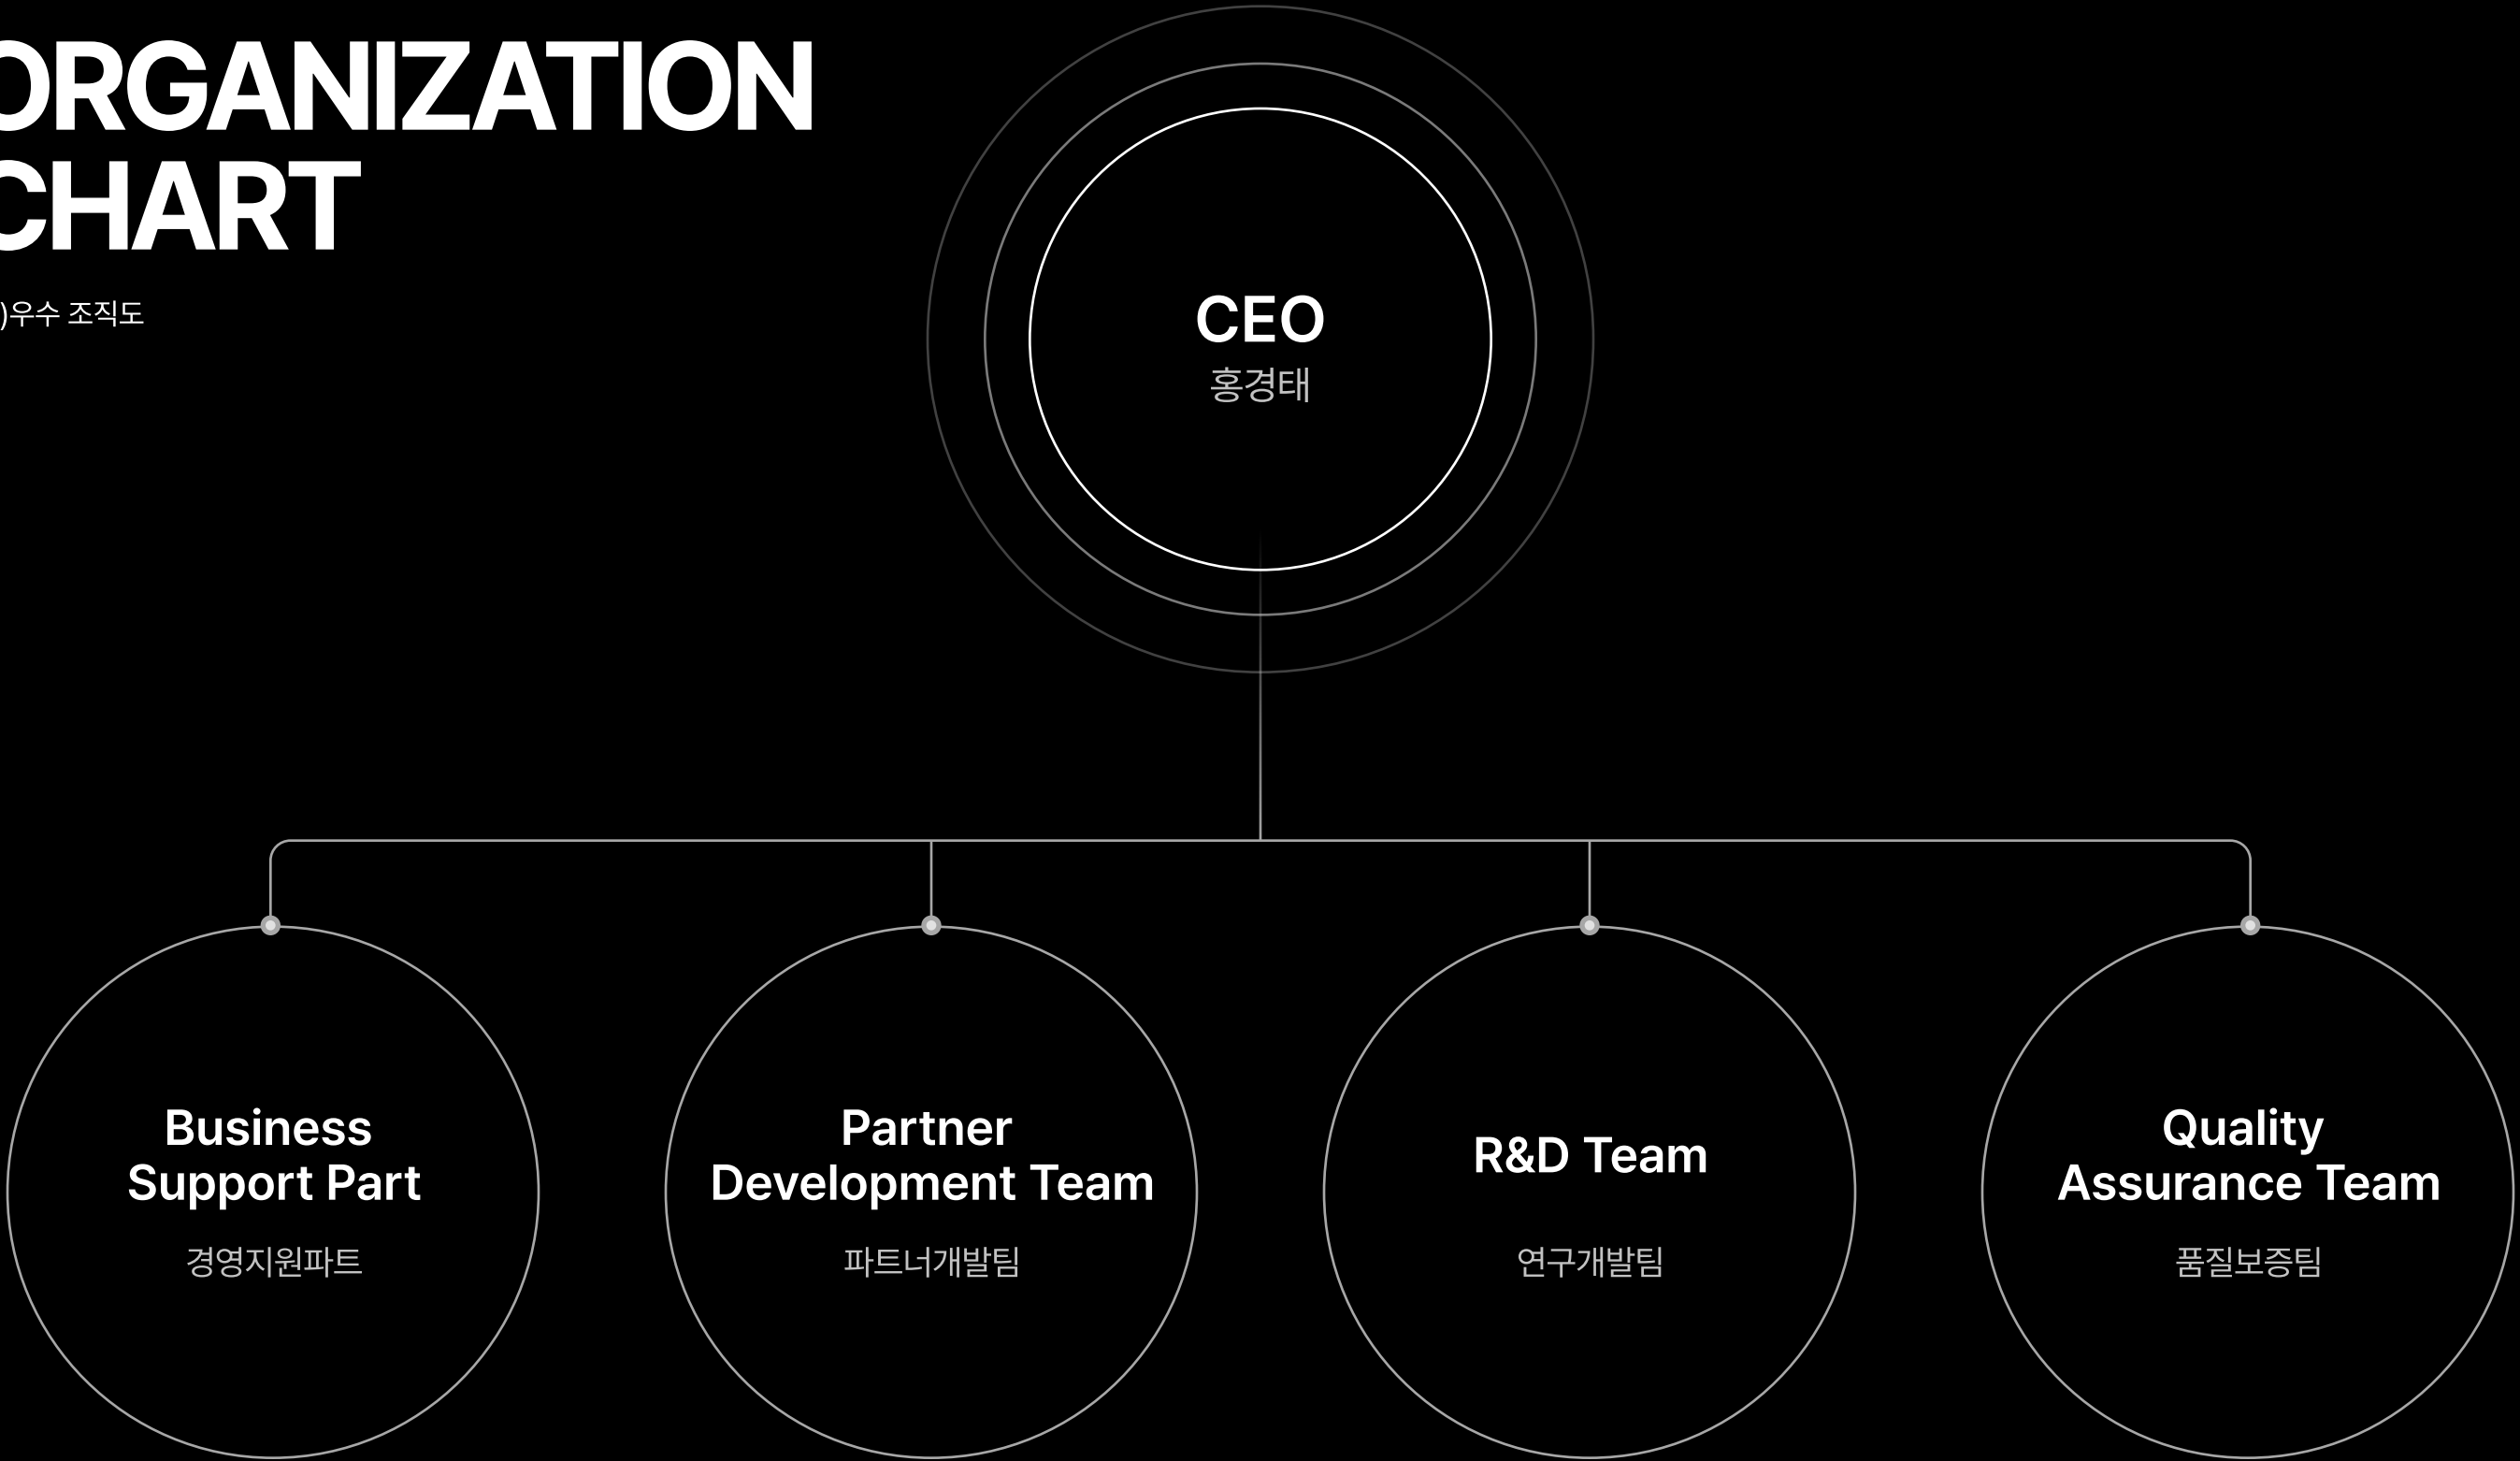 ORGANIZATION
CHART
)우수 조직도
CEO
홍경태
Business
Support Part
경영지원파트
Partner
Development Team
파트너개발팀
R&D Team
연구개발팀
Quality
Assurance Team
품질보증팀